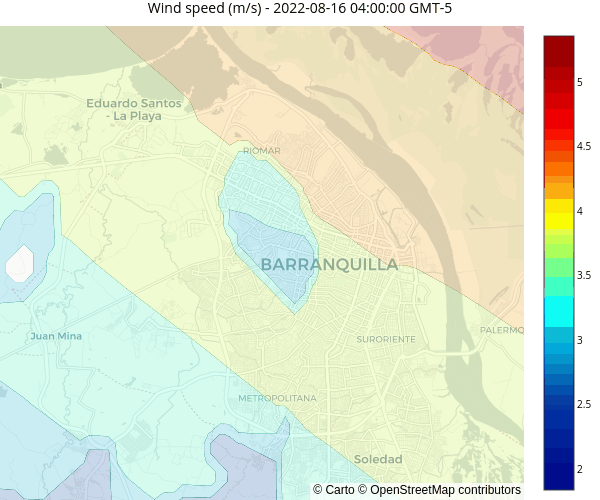 Wind speed (m/s) - 2022-08-16 04:00:00 GMT-5
5
Eduardo Santos
- La Playa
4.5
RIOMAR
4
BARRANQUILLA
3.5
PALERMO
Juan Mina
SURORIENTE
3
METROPOLITANA
2.5
Soledad
2
© Carto © OpenStreetMap contributors